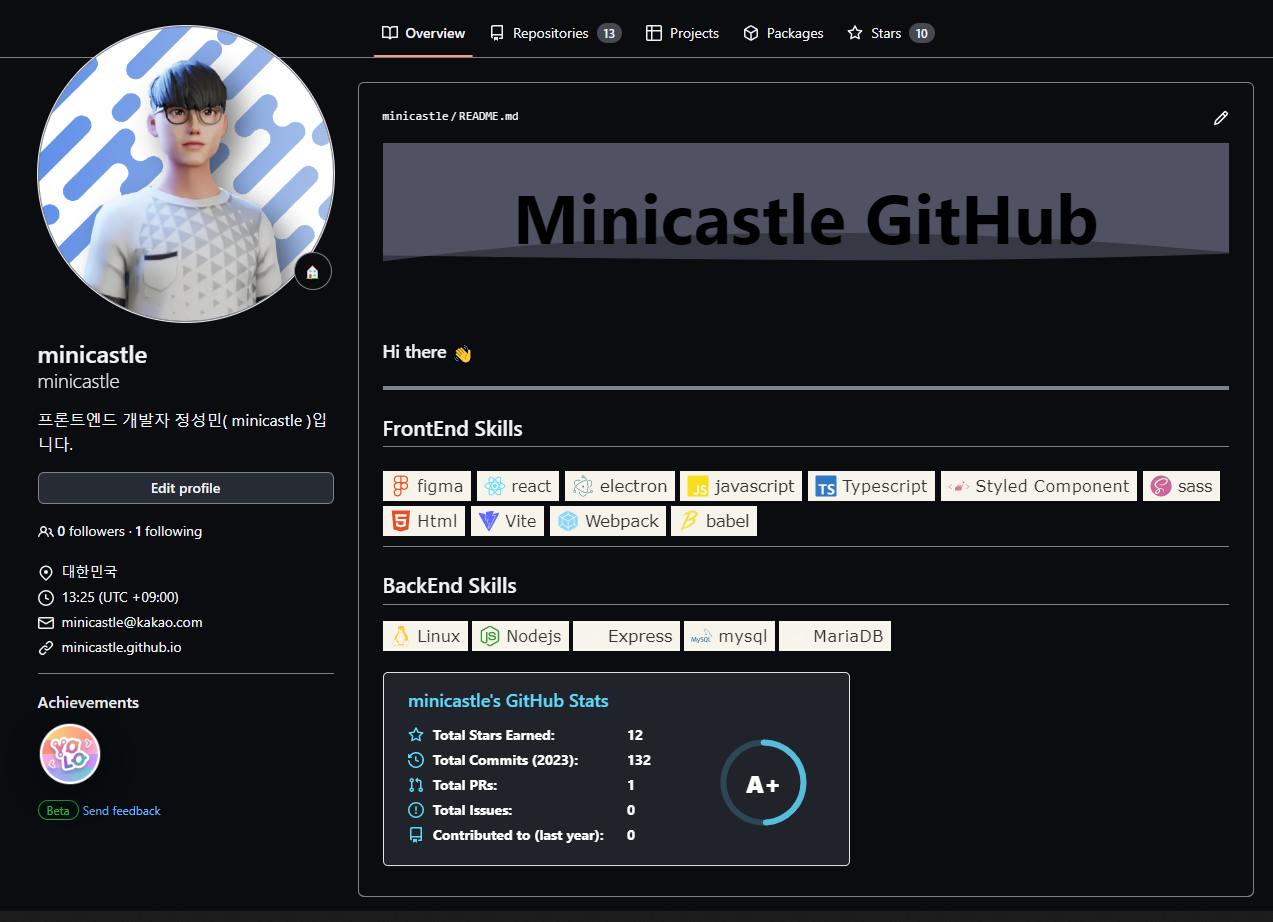 Overview Repositories 13 Projects Packages Stars 10
minicastle/README.md
Minicastle GitHub
minicastle
minicastle
프론트엔드 개발자 정성민( minicastle )입
니다.
Edit profile
0 followers · 1 following
대한민국
13:25 (UTC +09:00)
minicastle@kakao.com
minicastle.github.io
Achievements
YOLO
Beta Send feedback
Hi there 👋
FrontEnd Skills
figma react electron JS javascript TS Typescript Styled Component sass
5 Html Vite Webpack babel
BackEnd Skills
Linux JS Nodejs Express MySQL mysql MariaDB
minicastle's GitHub Stats
Total Stars Earned: 12
Total Commits (2023): 132
Total PRs: 1
Total Issues: 0
Contributed to (last year): 0
A+